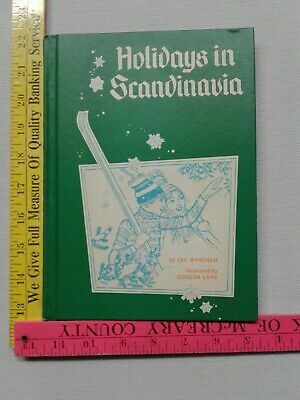 Holidays in
Scandinavia
By LEE WYNDHAM
Illustrated by
GORDON LAITE
We Give Full Measure Of Quality Banking Service
K OF McCREARY COUNTY